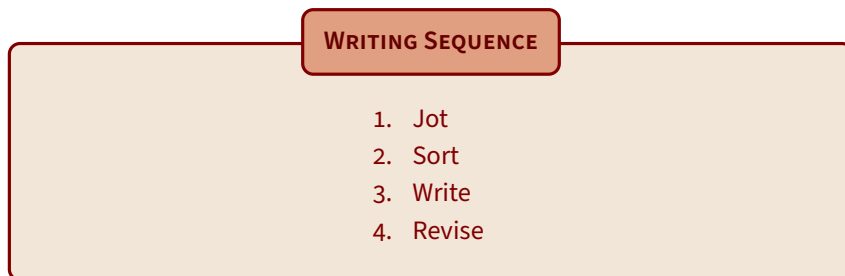 Writing Sequence
1. Jot
2. Sort
3. Write
4. Revise